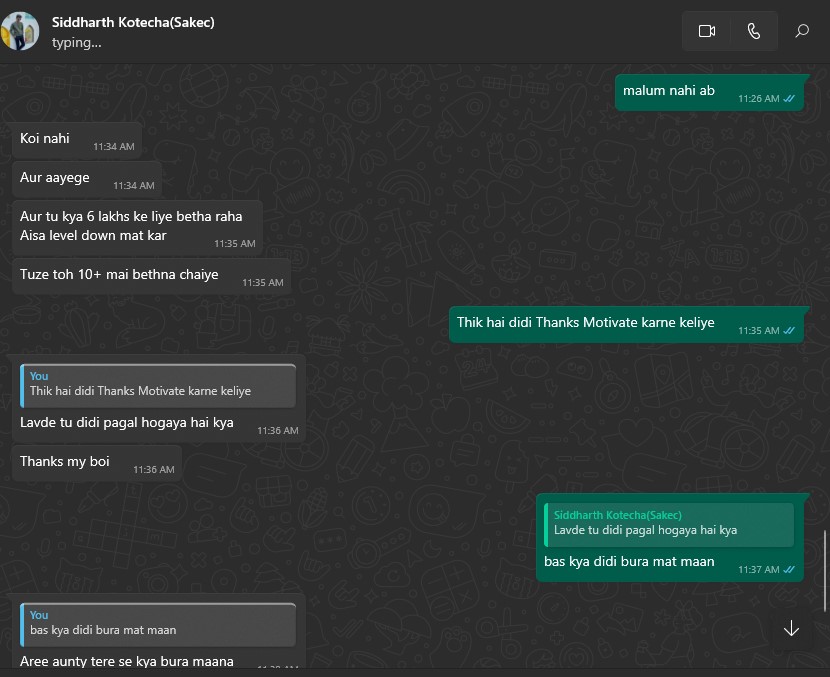 Siddharth Kotecha(Sakec)
typing...
malum nahi ab
11:26 AM
Koi nahi
11:34 AM
Aur aayege
11:34 AM
Aur tu kya 6 lakhs ke liye betha raha
Aisa level down mat kar
11:35 AM
Tuze toh 10+ mai bethna chaiye
11:35 AM
Thik hai didi Thanks Motivate karne keliye
11:35 AM
You
Thik hai didi Thanks Motivate karne keliye
Lavde tu didi pagal hogaya hai kya
11:36 AM
Thanks my boi
11:36 AM
Siddharth Kotecha(Sakec)
Lavde tu didi pagal hogaya hai kya
bas kya didi bura mat maan
11:37 AM
You
bas kya didi bura mat maan
Aree aunty tere se kya bura maana